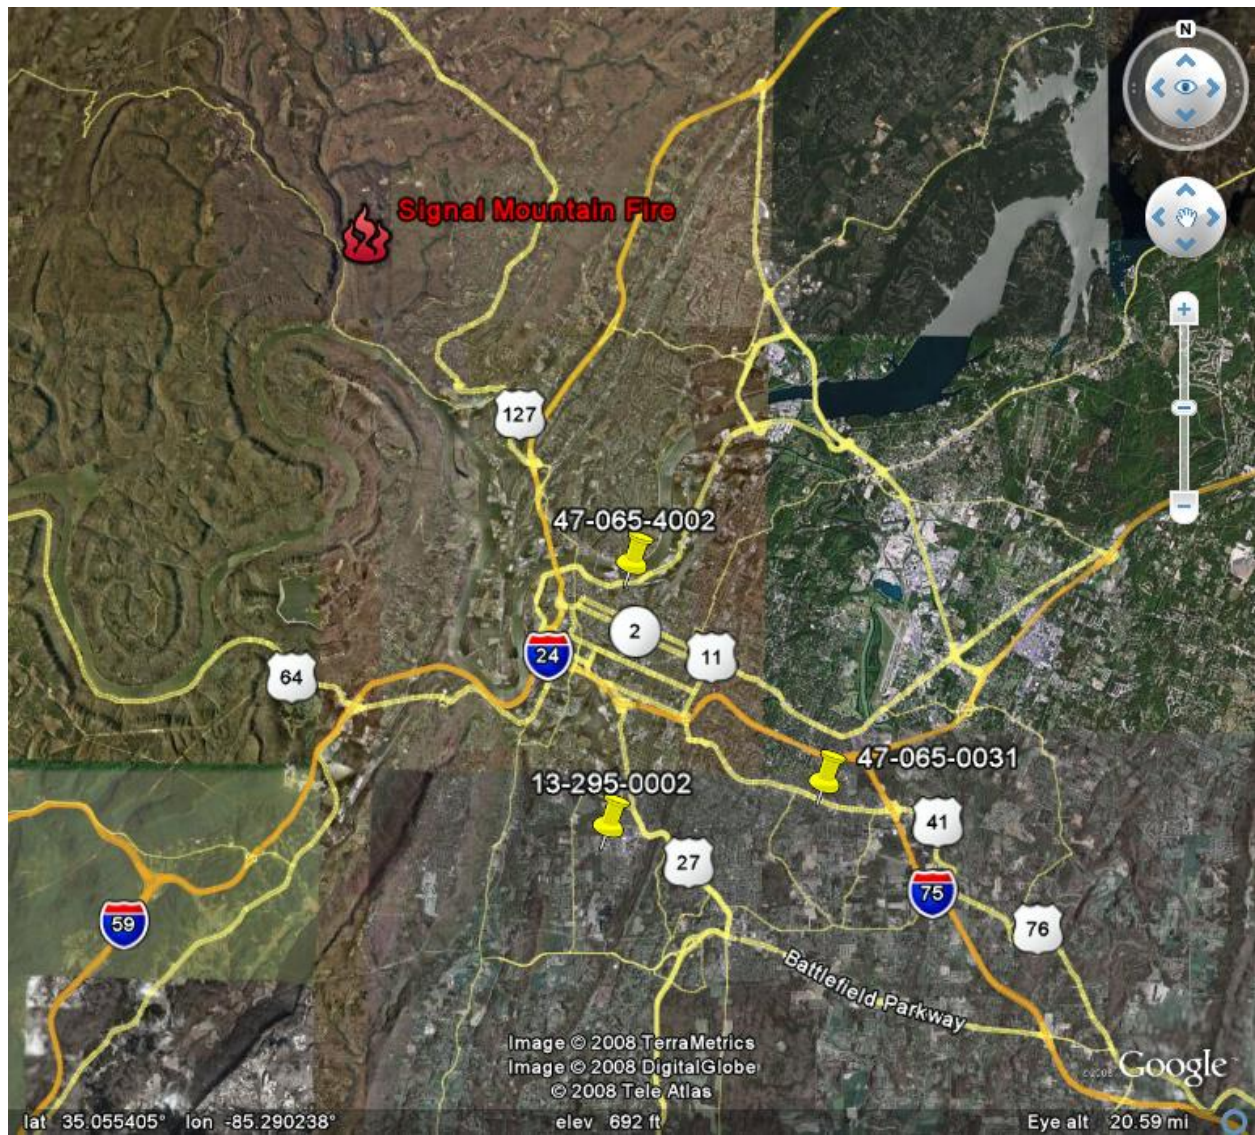 N
Signal Mountain Fire
127
47-065-4002
2
24
11
64
47-065-0031
13-295-0002
41
27
75
59
76
Battlefield Parkway
Image © 2008 TerraMetrics
Image © 2008 DigitalGlobe
© 2008 Tele Atlas
©2008 Google
lat 35.055405° lon -85.290238° elev 692 ft Eye alt 20.59 mi